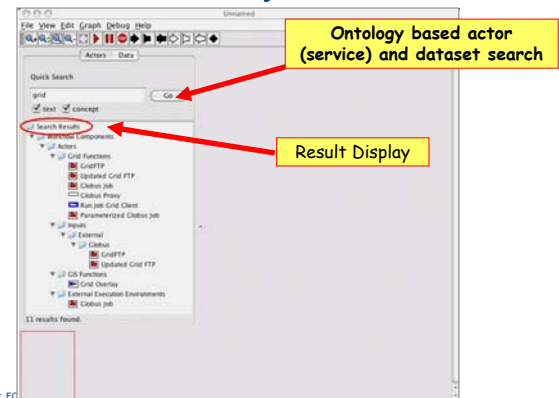 Unnamed
File View Edit Graph Debug Help
Ontology based actor
(service) and dataset search
Actors Data
Quick Search
grid
Go
text concept
Search Results
Result Display
Workflow Components
Actors
Grid Functions
GridFTP
Updated Grid FTP
Globus Job
Globus Proxy
Run Job Grid Client
Parameterized Globus Job
Inputs
External
Globus
GridFTP
Updated Grid FTP
GIS Functions
Grid Overlay
External Execution Environments
Globus Job
11 results found.